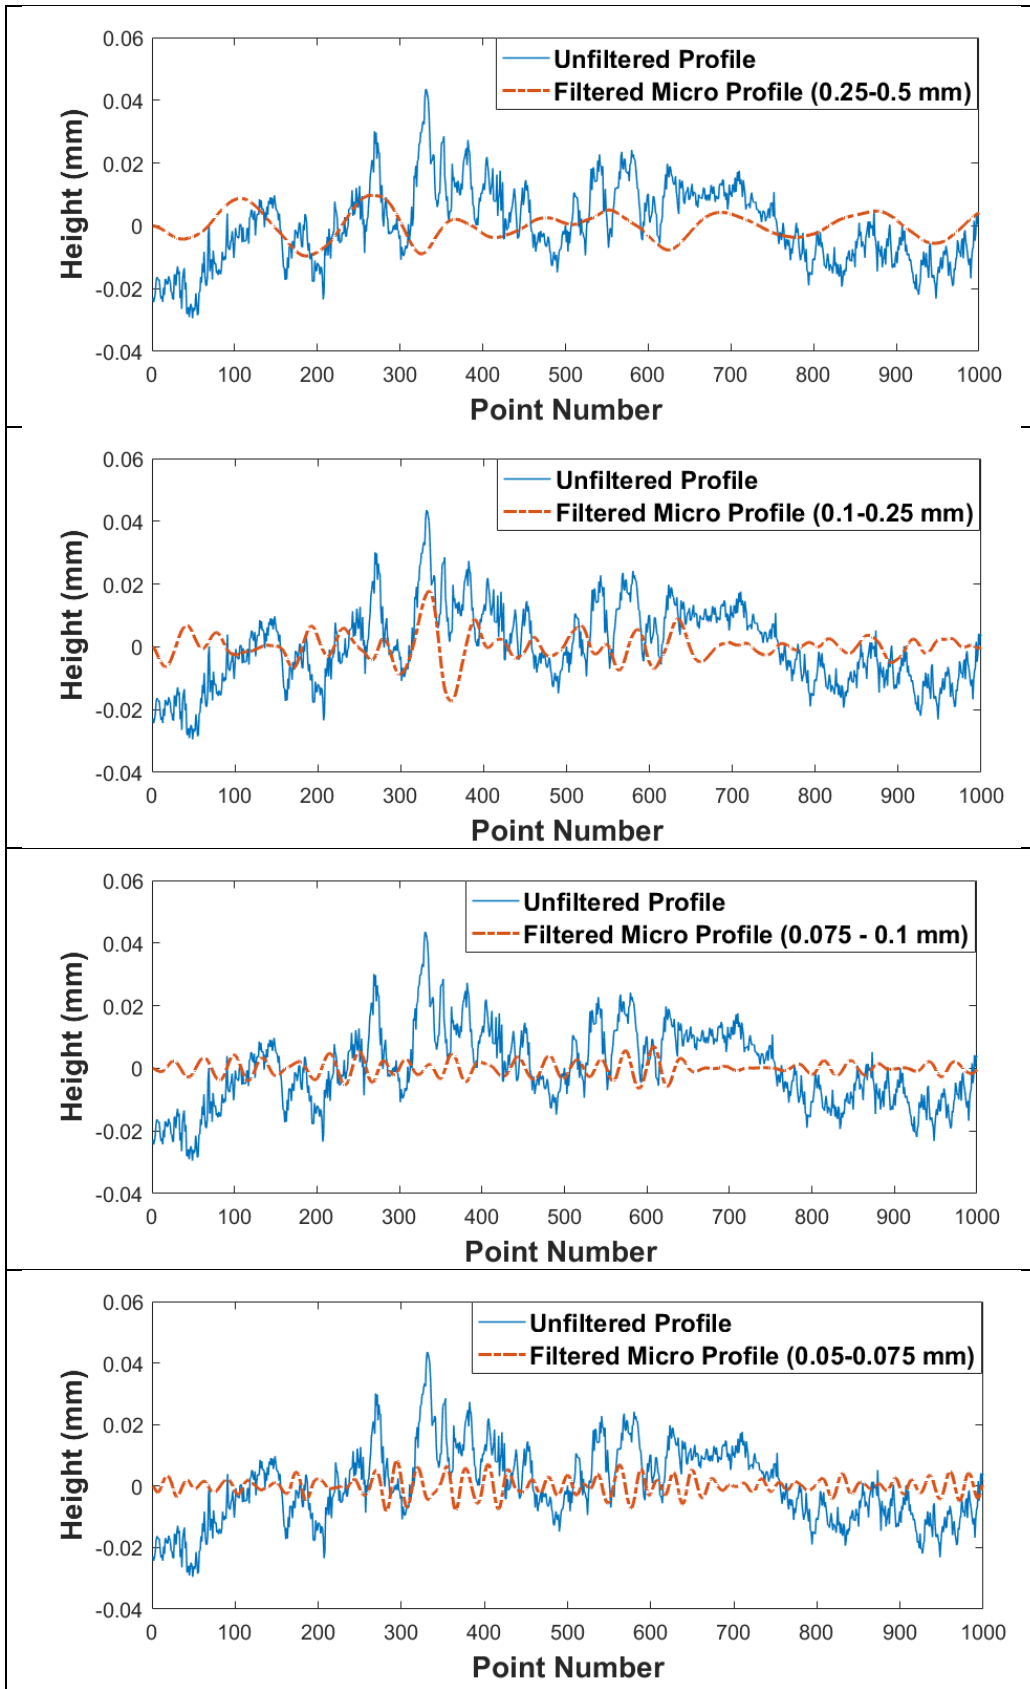 0.06
0.04
0.02
0
-0.02
-0.04
Height (mm)
Unfiltered Profile
Filtered Micro Profile (0.25-0.5 mm)
0 100 200 300 400 500 600 700 800 900 1000
Point Number
0.06
0.04
0.02
0
-0.02
-0.04
Height (mm)
Unfiltered Profile
Filtered Micro Profile (0.1-0.25 mm)
0 100 200 300 400 500 600 700 800 900 1000
Point Number
0.06
0.04
0.02
0
-0.02
-0.04
Height (mm)
Unfiltered Profile
Filtered Micro Profile (0.075 - 0.1 mm)
0 100 200 300 400 500 600 700 800 900 1000
Point Number
0.06
0.04
0.02
0
-0.02
-0.04
Height (mm)
Unfiltered Profile
Filtered Micro Profile (0.05-0.075 mm)
0 100 200 300 400 500 600 700 800 900 1000
Point Number